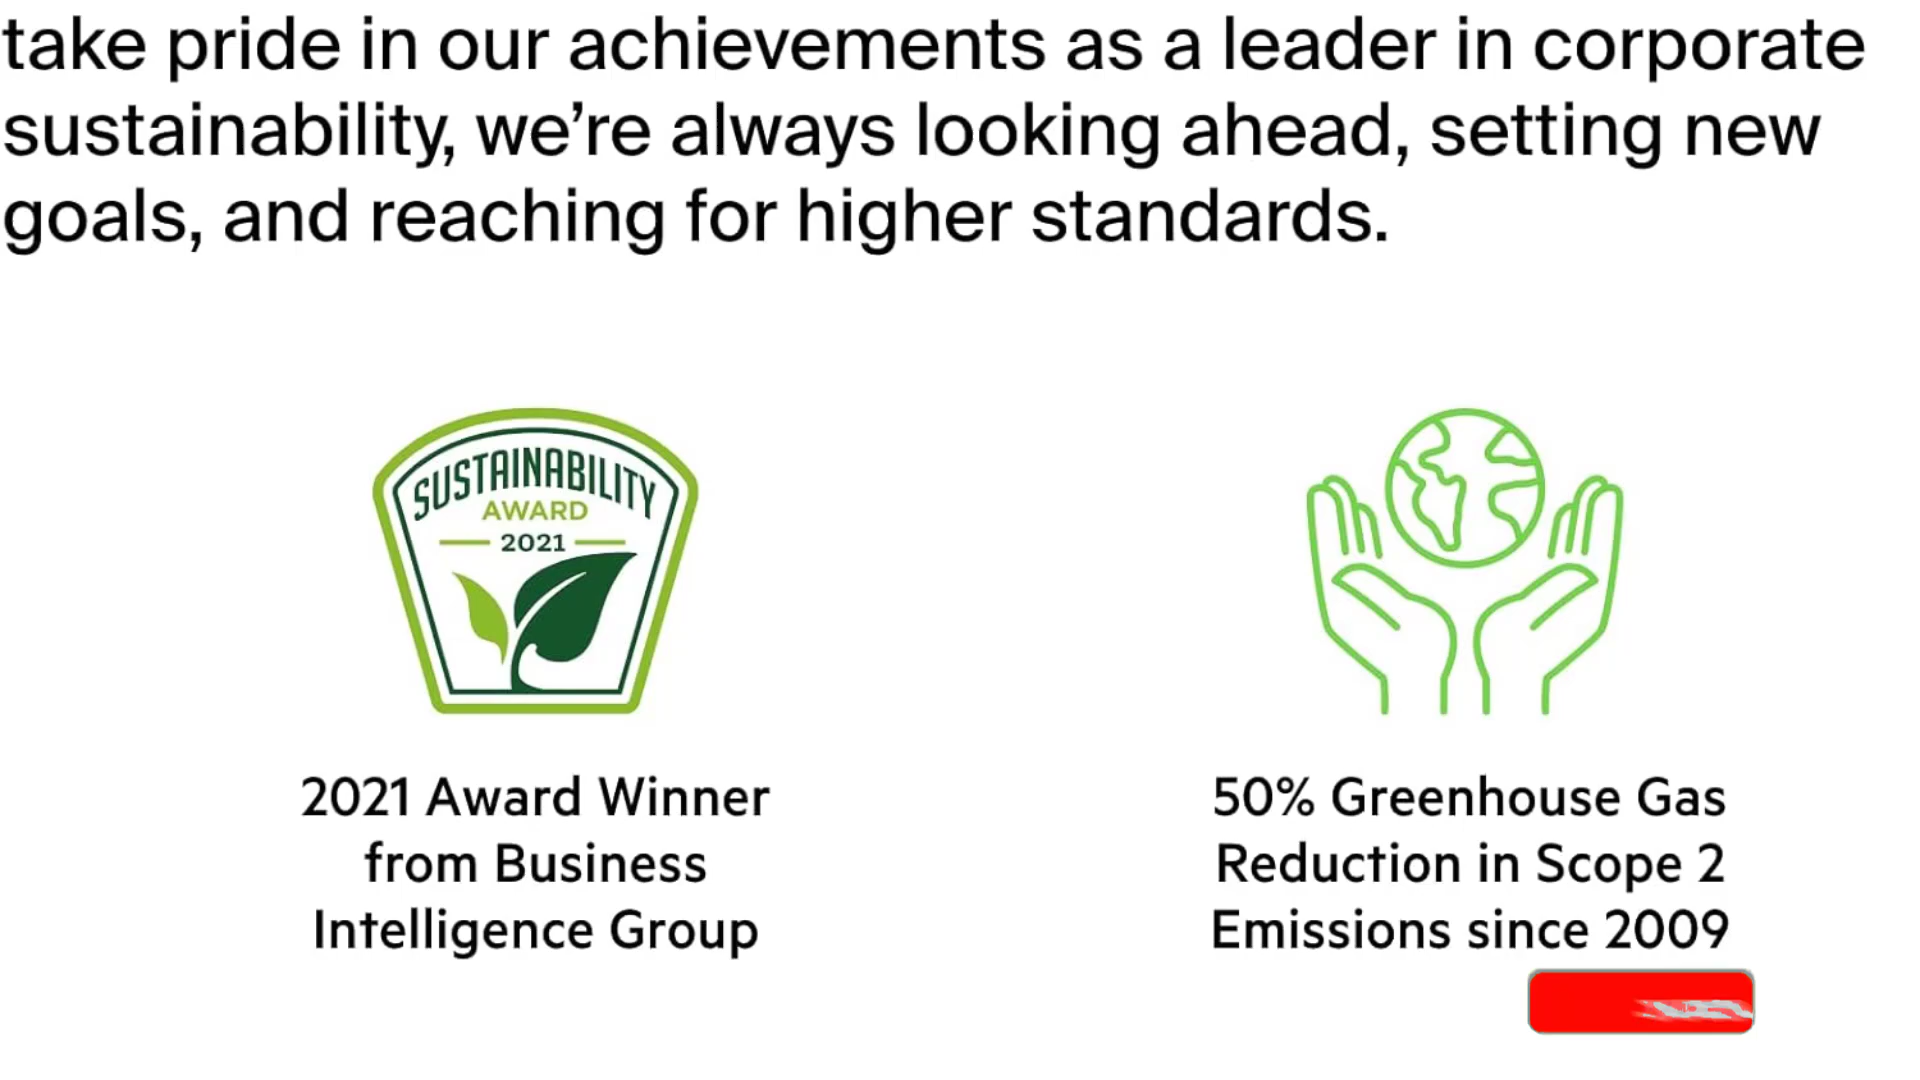 take pride in our achievements as a leader in corporate
sustainability, we’re always looking ahead, setting new
goals, and reaching for higher standards.
SUSTAINABILITY
AWARD
2021
2021 Award Winner
from Business
Intelligence Group
50% Greenhouse Gas
Reduction in Scope 2
Emissions since 2009